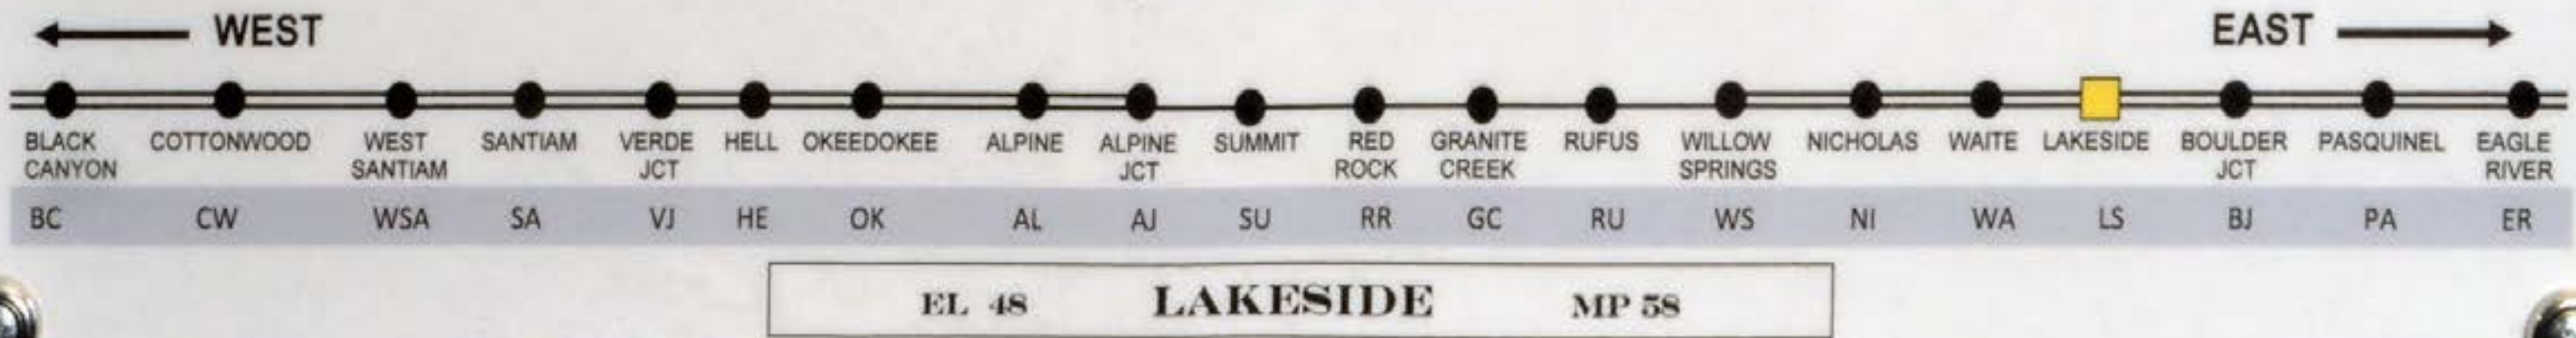 WEST
EAST
BLACK COTTONWOOD WEST SANTIAM VERDE HELL OKEEDOKEE ALPINE ALPINE SUMMIT RED GRANITE RUFUS WILLOW NICHOLAS WAITE LAKESIDE BOULDER PASQUINEL EAGLE
CANYON SANTIAM JCT JCT ROCK CREEK SPRINGS JCT RIVER
BC CW WSA SA VJ HE OK AL AJ SU RR GC RU WS NI WA LS BJ PA ER
EL 48 LAKESIDE MP 58